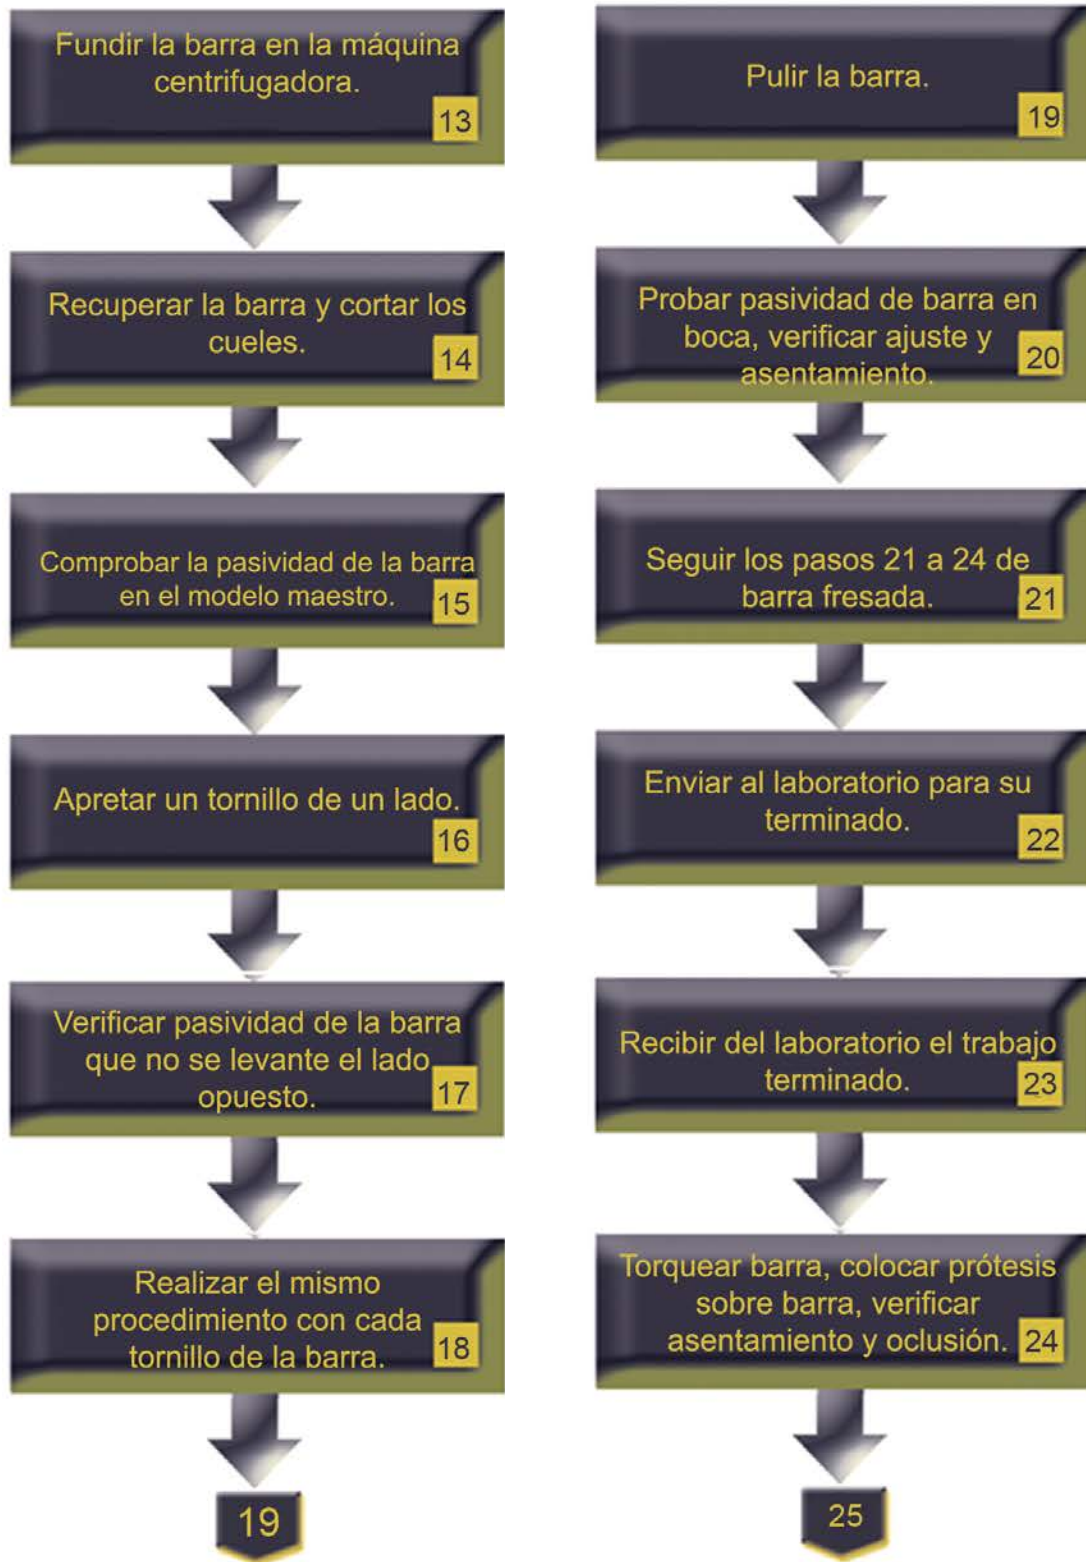 Fundir la barra en la máquina
centrifugadora.
13
Recuperar la barra y cortar los
cueles.
14
Comprobar la pasividad de la barra
en el modelo maestro.
15
Apretar un tornillo de un lado.
16
Verificar pasividad de la barra
que no se levante el lado
opuesto.
17
Realizar el mismo
procedimiento con cada
tornillo de la barra.
18
19
Pulir la barra.
19
Probar pasividad de barra en
boca, verificar ajuste y
asentamiento.
20
Seguir los pasos 21 a 24 de
barra fresada.
21
Enviar al laboratorio para su
terminado.
22
Recibir del laboratorio el trabajo
terminado.
23
Torquear barra, colocar prótesis
sobre barra, verificar
asentamiento y oclusión.
24
25